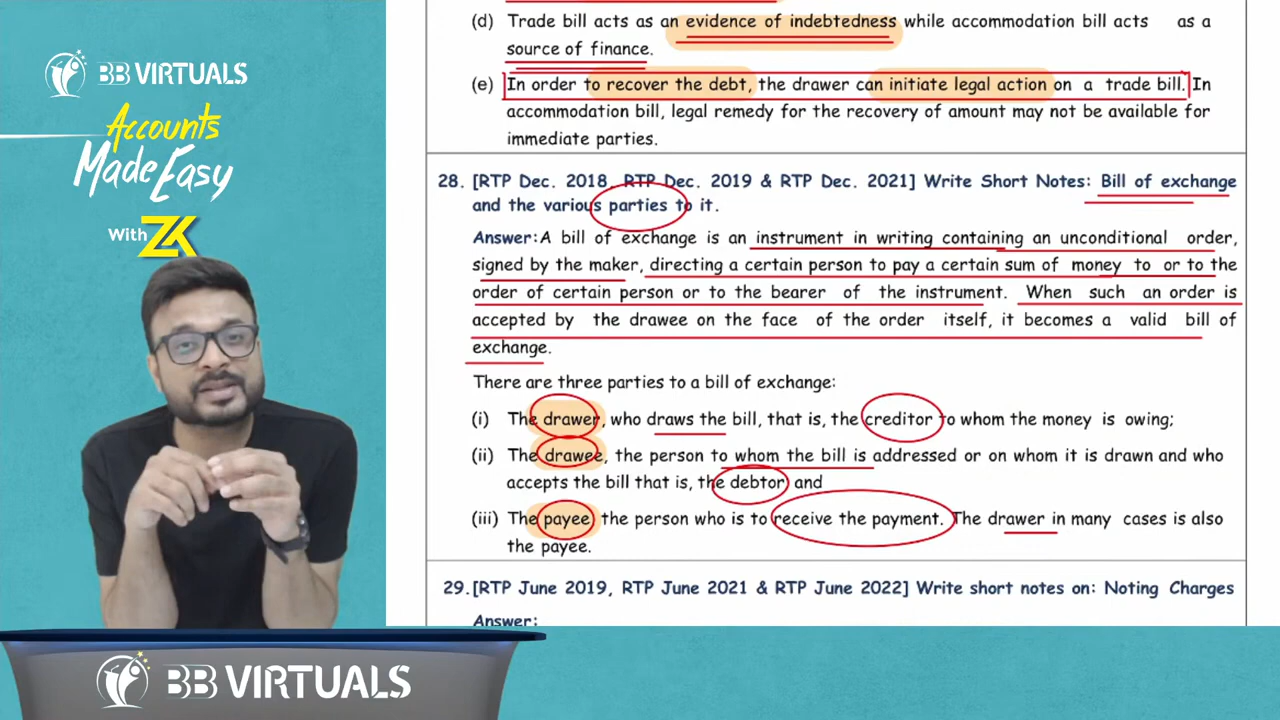 BB VIRTUALS
Accounts
Made Easy
With ZK
(d) Trade bill acts as an evidence of indebtedness while accommodation bill acts as a
source of finance.
(e) In order to recover the debt, the drawer can initiate legal action on a trade bill. In
accommodation bill, legal remedy for the recovery of amount may not be available for
immediate parties.
28. [RTP Dec. 2018, RTP Dec. 2019 & RTP Dec. 2021] Write Short Notes: Bill of exchange
and the various parties to it.
Answer: A bill of exchange is an instrument in writing containing an unconditional order,
signed by the maker, directing a certain person to pay a certain sum of money to or to the
order of certain person or to the bearer of the instrument. When such an order is
accepted by the drawee on the face of the order itself, it becomes a valid bill of
exchange.
There are three parties to a bill of exchange:
(i) The drawer, who draws the bill, that is, the creditor to whom the money is owing;
(ii) The drawee, the person to whom the bill is addressed or on whom it is drawn and who
accepts the bill that is, the debtor and
(iii) The payee the person who is to receive the payment. The drawer in many cases is also
the payee.
29. [RTP June 2019, RTP June 2021 & RTP June 2022] Write short notes on: Noting Charges
Answer:
BB VIRTUALS